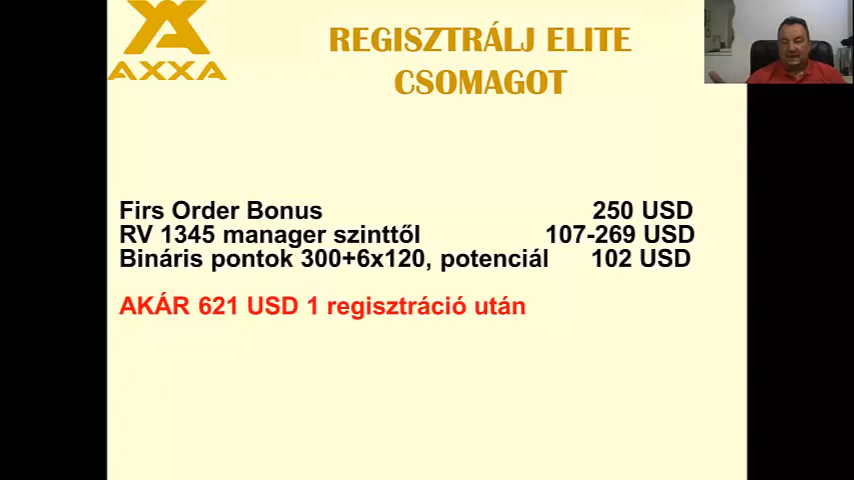 AXXA
REGISZTRÁLJ ELITE
CSOMAGOT
Firs Order Bonus 250 USD
RV 1345 manager szinttől 107-269 USD
Bináris pontok 300+6x120, potenciál 102 USD
AKÁR 621 USD 1 regisztráció után